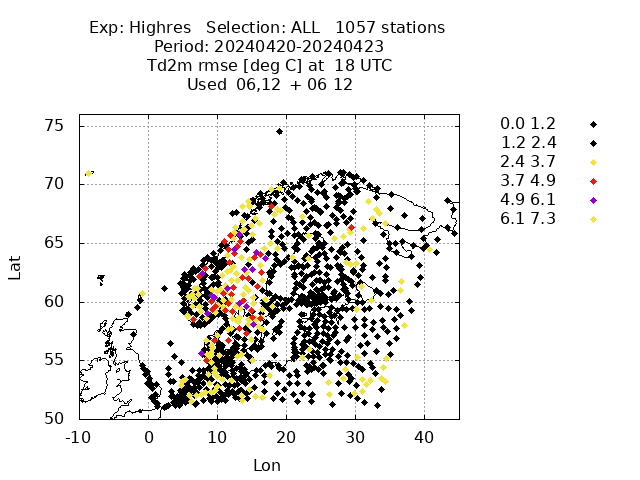 Exp: Highres   Selection: ALL   1057 stations
Period: 20240420-20240423
Td2m rmse [deg C] at  18 UTC
Used  06,12  + 06 12
0.0 1.2
1.2 2.4
2.4 3.7
3.7 4.9
4.9 6.1
6.1 7.3
75
70
65
60
55
50
Lat
-10 0 10 20 30 40
Lon